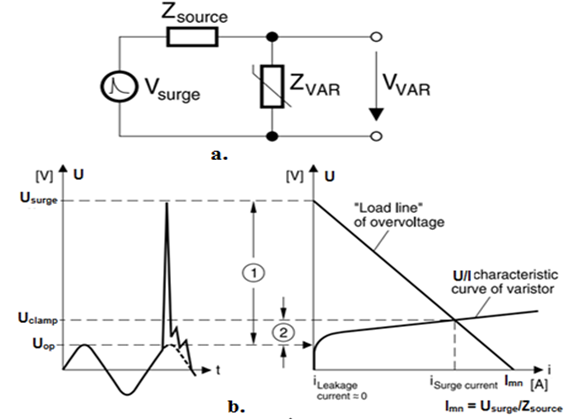 Zsource
Vsurge
ZVAR
VVAR
a.
[V] U
Usurge
Uclamp
Uop
t
1
2
[V] U
"Load line"
of overvoltage
U/I characteristic
curve of varistor
i
iLeakage
current = 0
iSurge current
Imn [A]
b.
Imn = Usurge/Zsource